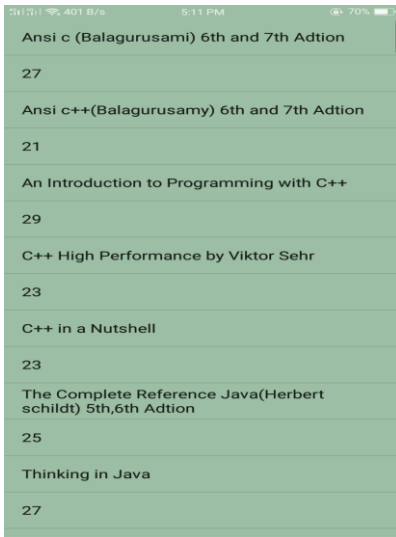 401 B/s 5:11 PM 70%
Ansi c (Balagurusami) 6th and 7th Adtion
27
Ansi c++(Balagurusamy) 6th and 7th Adtion
21
An Introduction to Programming with C++
29
C++ High Performance by Viktor Sehr
23
C++ in a Nutshell
23
The Complete Reference Java(Herbert
schildt) 5th,6th Adtion
25
Thinking in Java
27